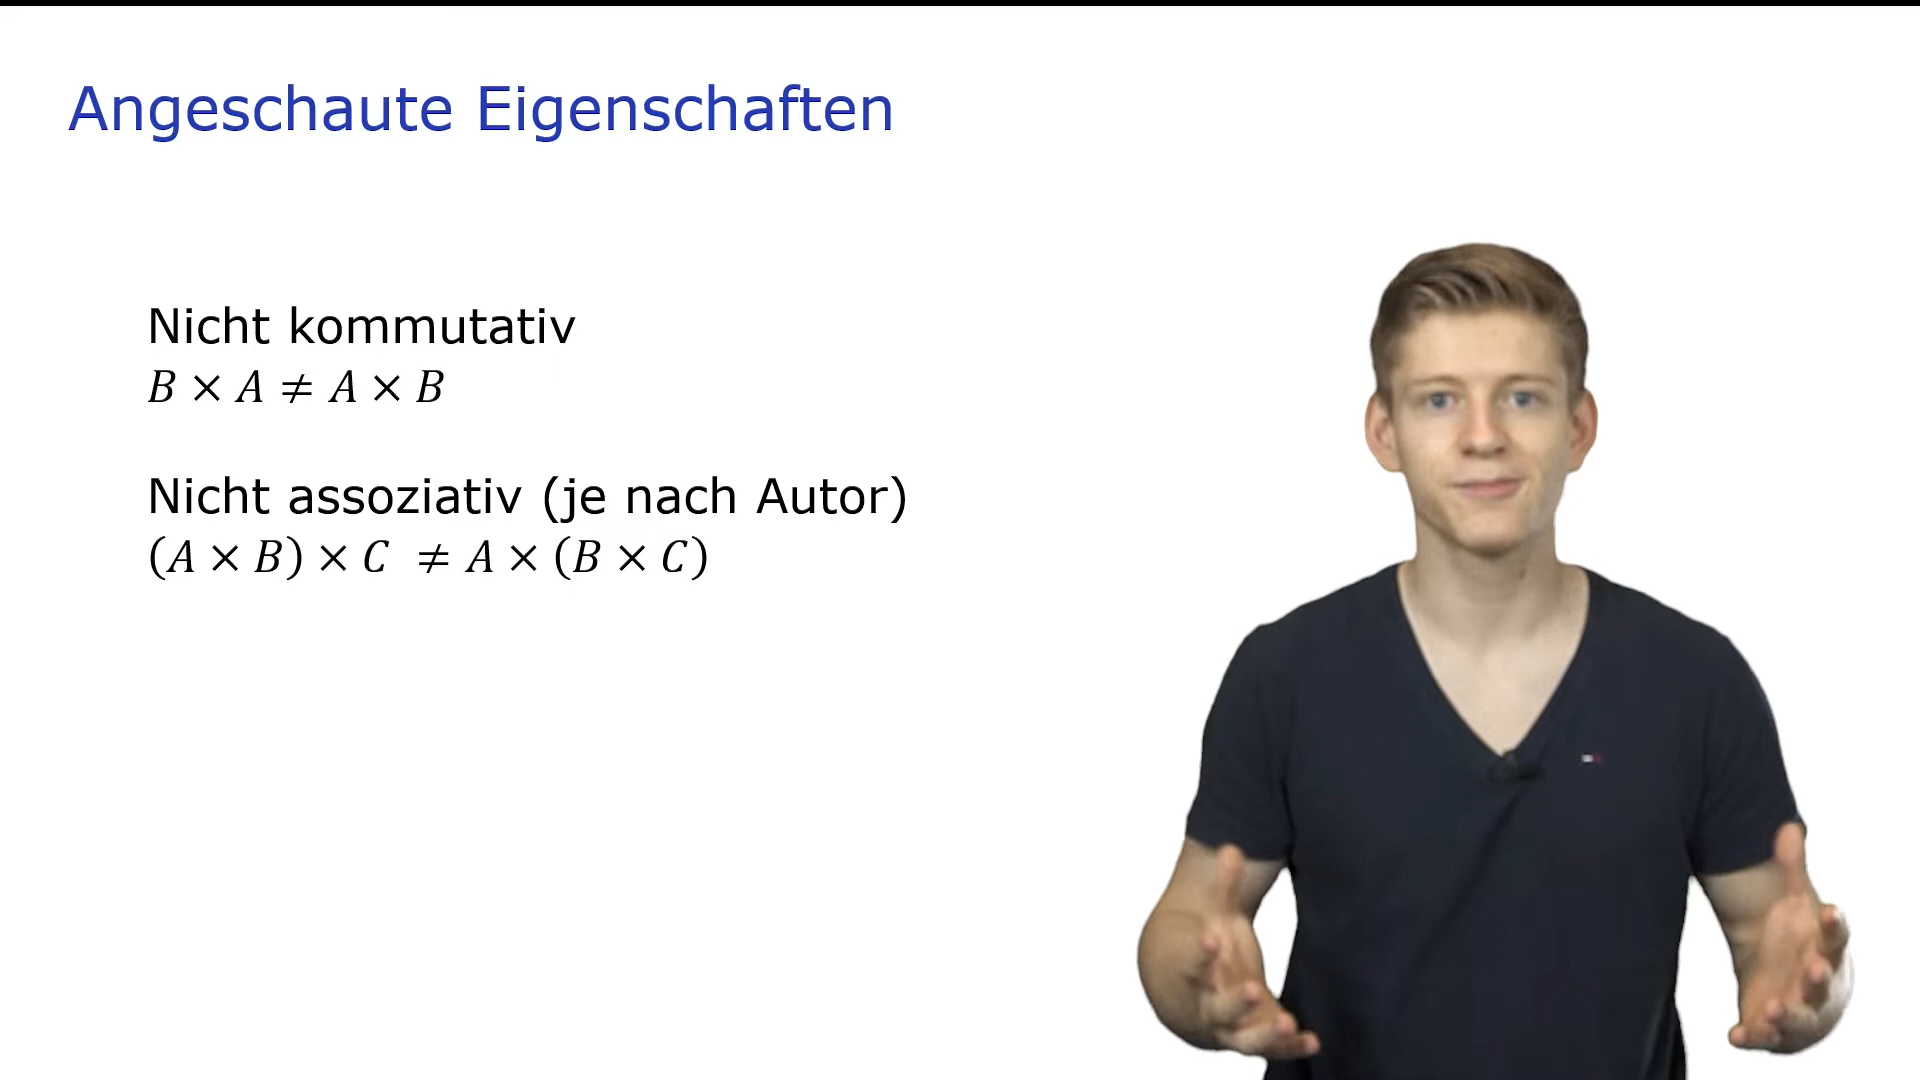 Angeschaute Eigenschaften
Nicht kommutativ
B × A ≠ A × B
Nicht assoziativ (je nach Autor)
(A × B) × C ≠ A × (B × C)